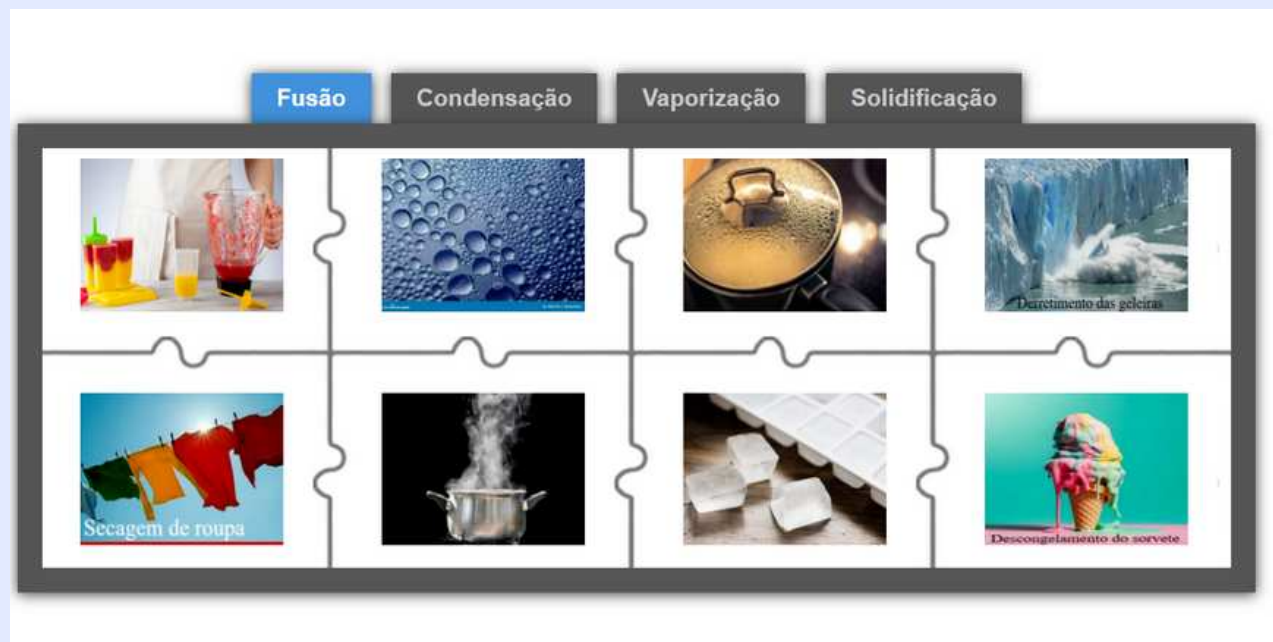 Fusão
Condensação
Vaporização
Solidificação
Derretimento das geleiras
Secagem de roupa
Descongelamento do sorvete